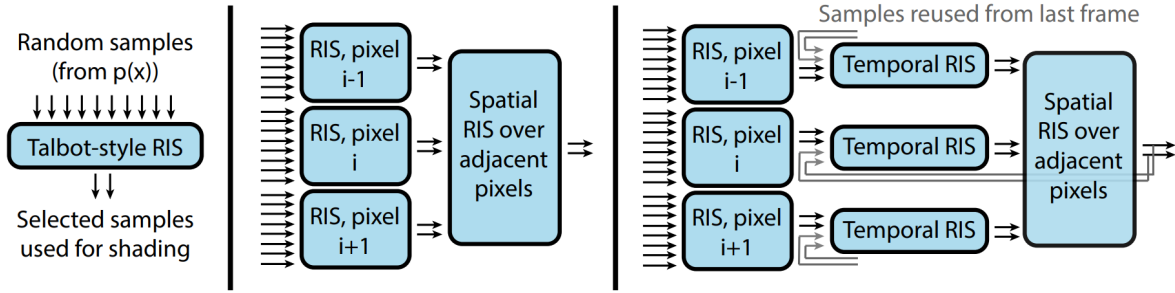 Random samples
(from p(x))
Talbot-style RIS
Selected samples
used for shading
RIS, pixel
i-1
RIS, pixel
i
RIS, pixel
i+1
Spatial
RIS over
adjacent
pixels
Samples reused from last frame
RIS, pixel
i-1
RIS, pixel
i
RIS, pixel
i+1
Temporal RIS
Temporal RIS
Temporal RIS
Spatial
RIS over
adjacent
pixels